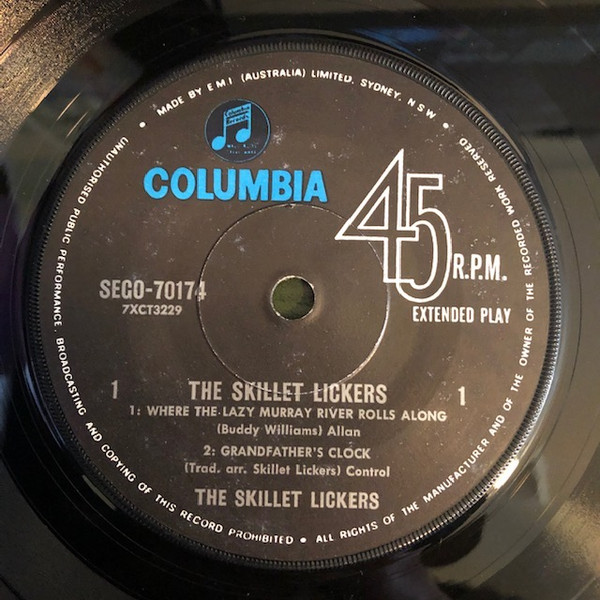 MADE BY E M I (AUSTRALIA) LIMITED, SYDNEY, N.S.W. •
UNAUTHORISED PUBLIC PERFORMANCE, BROADCASTING AND COPYING OF THIS RECORD PROHIBITED • ALL RIGHTS OF THE MANUFACTURER AND OF THE OWNER OF THE RECORDED WORK RESERVED •
Columbia
COLUMBIA
45
R.P.M.
EXTENDED PLAY
SEGO-70174
7XCT3229
1 THE SKILLET LICKERS 1
1: WHERE THE LAZY MURRAY RIVER ROLLS ALONG
(Buddy Williams) Allan
2: GRANDFATHER'S CLOCK
(Trad. arr. Skillet Lickers) Control
THE SKILLET LICKERS